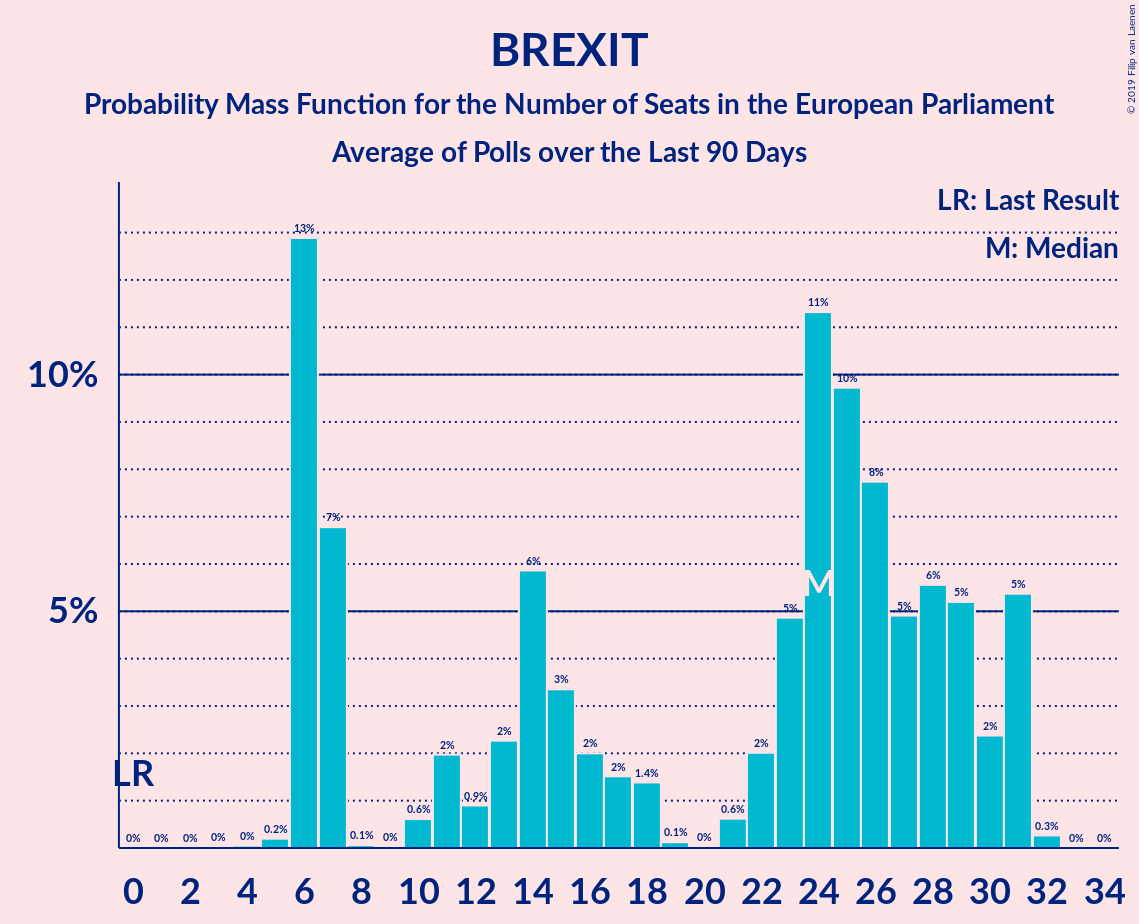 © 2019 Filip van Laenen
BREXIT
Probability Mass Function for the Number of Seats in the European Parliament
Average of Polls over the Last 90 Days
LR: Last Result
M: Median
10%
5%
LR
M
0% 0% 0% 0% 0% 0.2% 13% 7% 0.1% 0% 0.6% 2% 0.9% 2% 6% 3% 2% 2% 1.4% 0.1% 0% 0.6% 2% 5% 11% 10% 8% 5% 6% 5% 2% 5% 0.3% 0% 0%
0 2 4 6 8 10 12 14 16 18 20 22 24 26 28 30 32 34